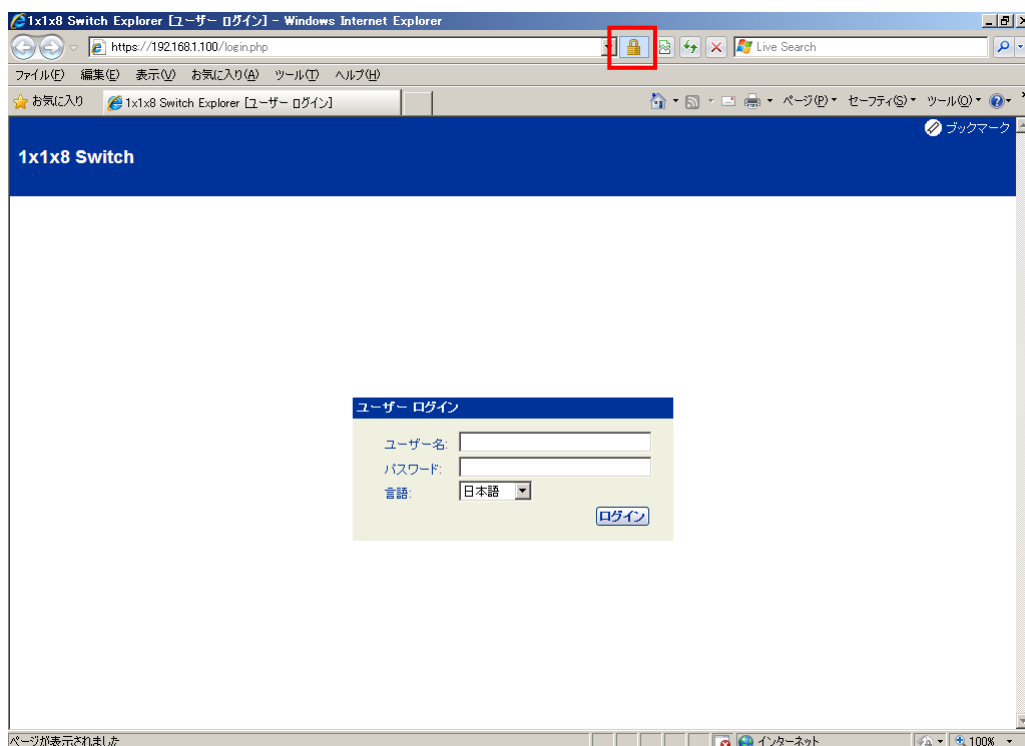 1x1x8 Switch Explorer [ユーザー ログイン] - Windows Internet Explorer
https://192.168.1.100/login.php
Live Search
ファイル(F) 編集(E) 表示(V) お気に入り(A) ツール(T) ヘルプ(H)
お気に入り 1x1x8 Switch Explorer [ユーザー ログイン] ページ(P) セーフティ(S) ツール(O)
ブックマーク
1x1x8 Switch
ユーザー ログイン
ユーザー名:
パスワード:
言語: 日本語
ログイン
ページが表示されました インターネット 100%